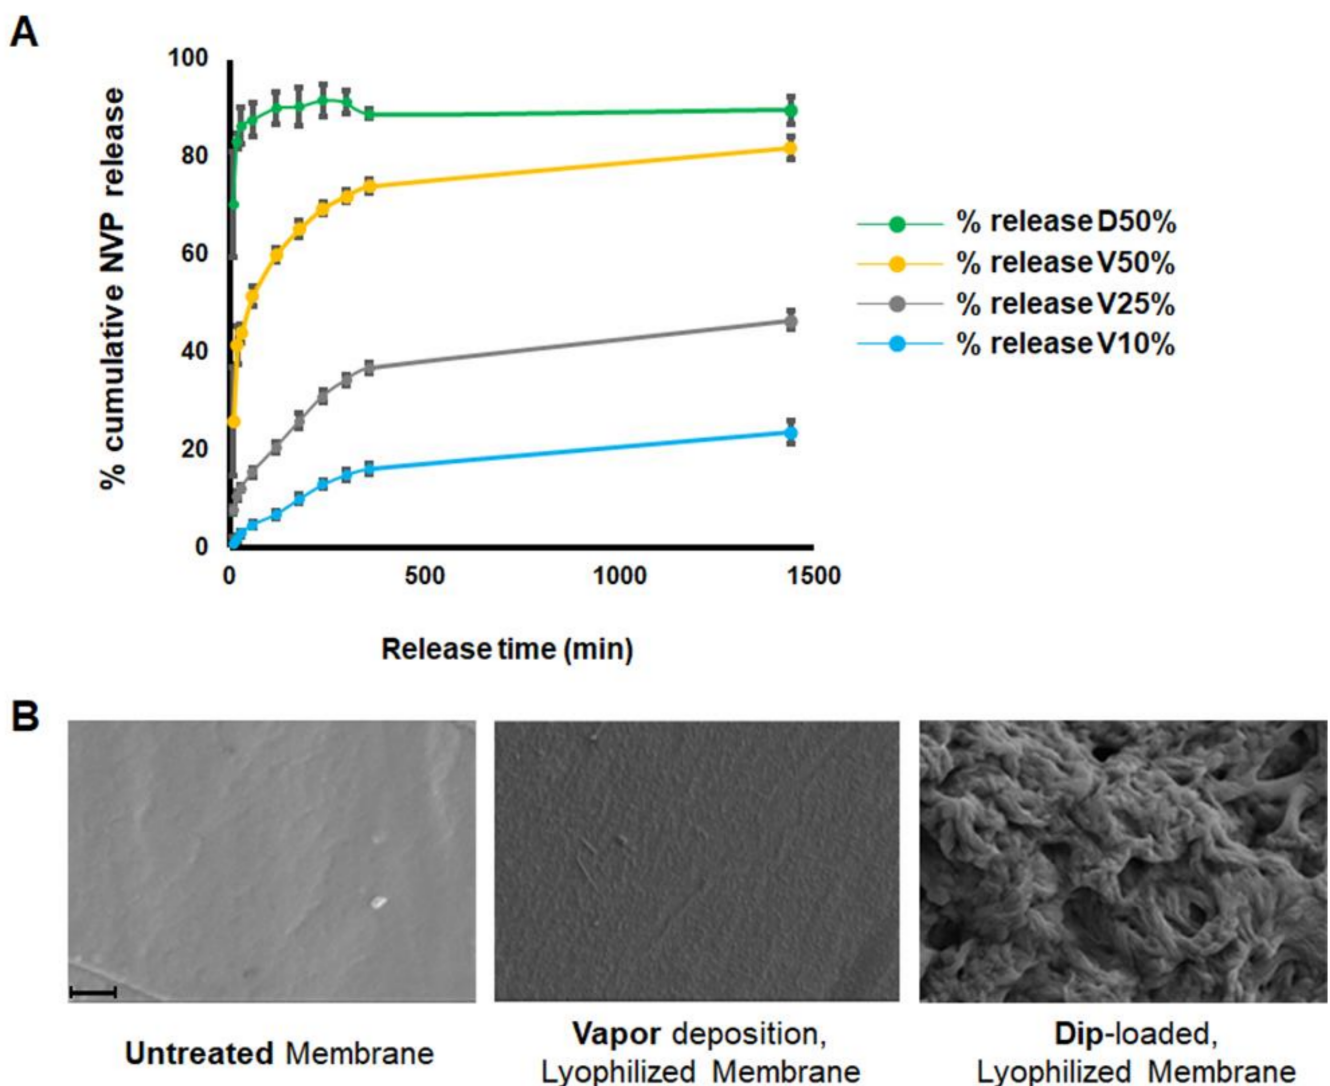 A
% cumulative NVP release
100
80
60
40
20
0
0 500 1000 1500
Release time (min)
% release D50%
% release V50%
% release V25%
% release V10%
B
Untreated Membrane
Vapor deposition,
Lyophilized Membrane
Dip-loaded,
Lyophilized Membrane